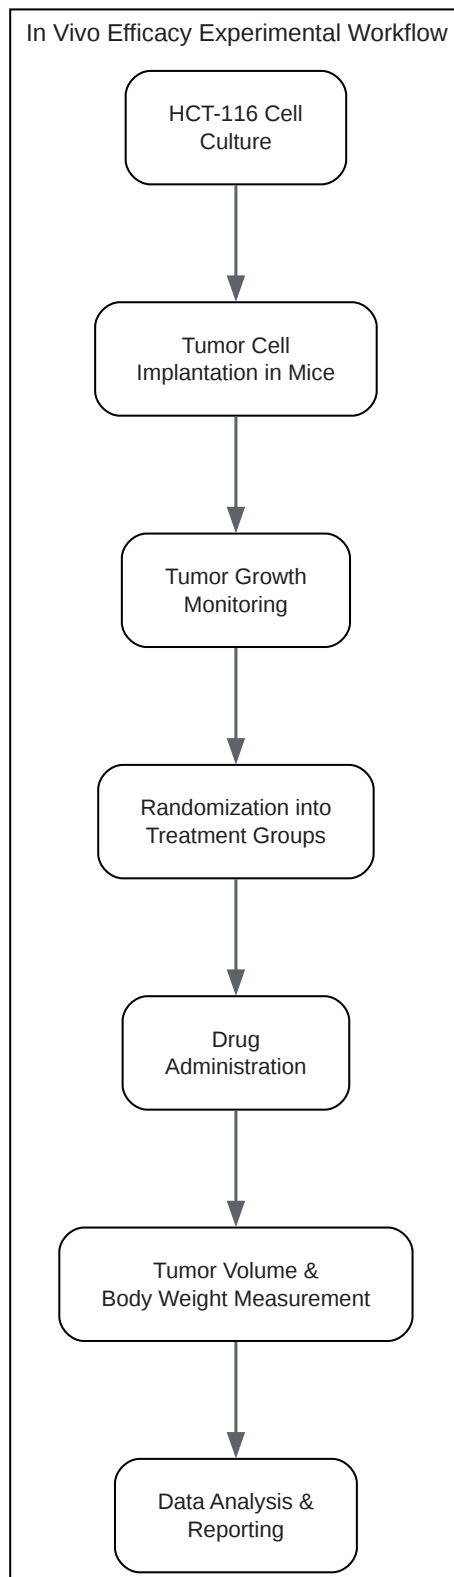 In Vivo Efficacy Experimental Workflow
HCT-116 Cell
Culture
Tumor Cell
Implantation in Mice
Tumor Growth
Monitoring
Randomization into
Treatment Groups
Drug
Administration
Tumor Volume &
Body Weight Measurement
Data Analysis &
Reporting